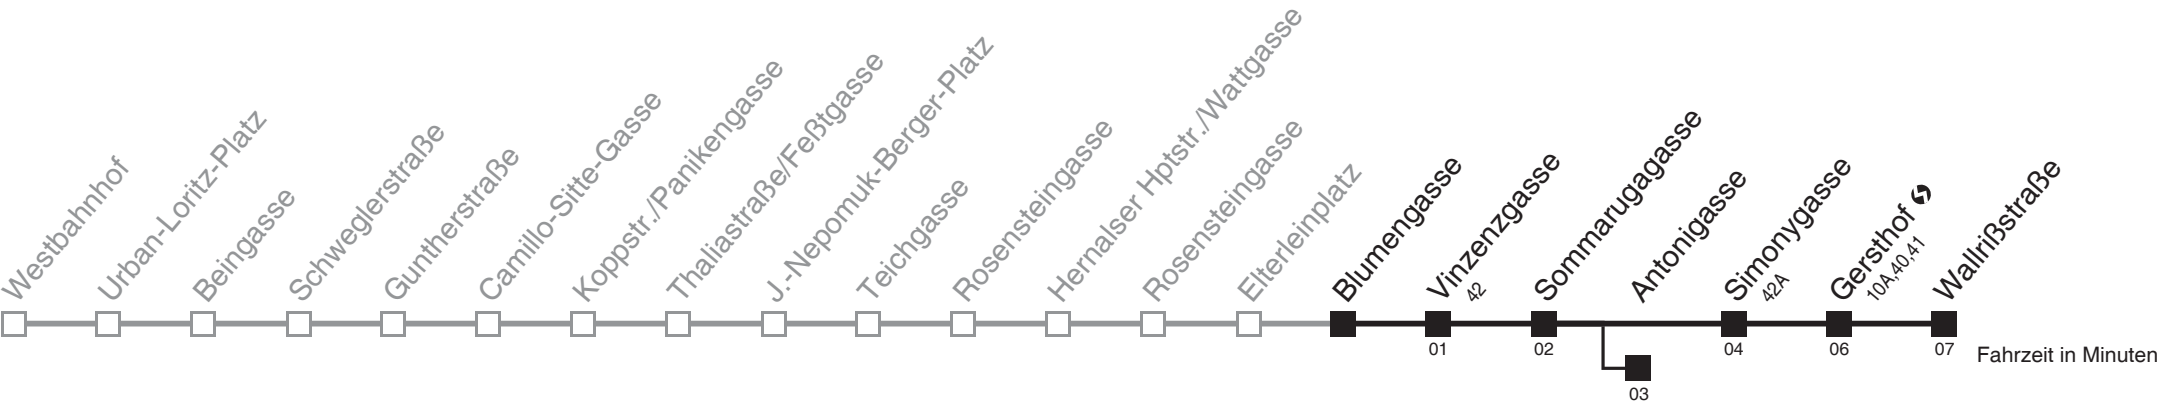 Westbahnhof
Urban-Loritz-Platz
Beingasse
Schweglerstraße
Guntherstraße
Camillo-Sitte-Gasse
Koppstr./Panikengasse
Thaliastraße/Feßtgasse
J.-Nepomuk-Berger-Platz
Teichgasse
Rosensteingasse
Hernalser Hptstr./Wattgasse
Rosensteingasse
Elterleinplatz
Blumengasse
Vinzenzgasse
42
Sommarugagasse
Antonigasse
Simonygasse
42A
Gersthof
10A,40,41
Wallrißstraße
01
02
04
06
07
Fahrzeit in Minuten
03